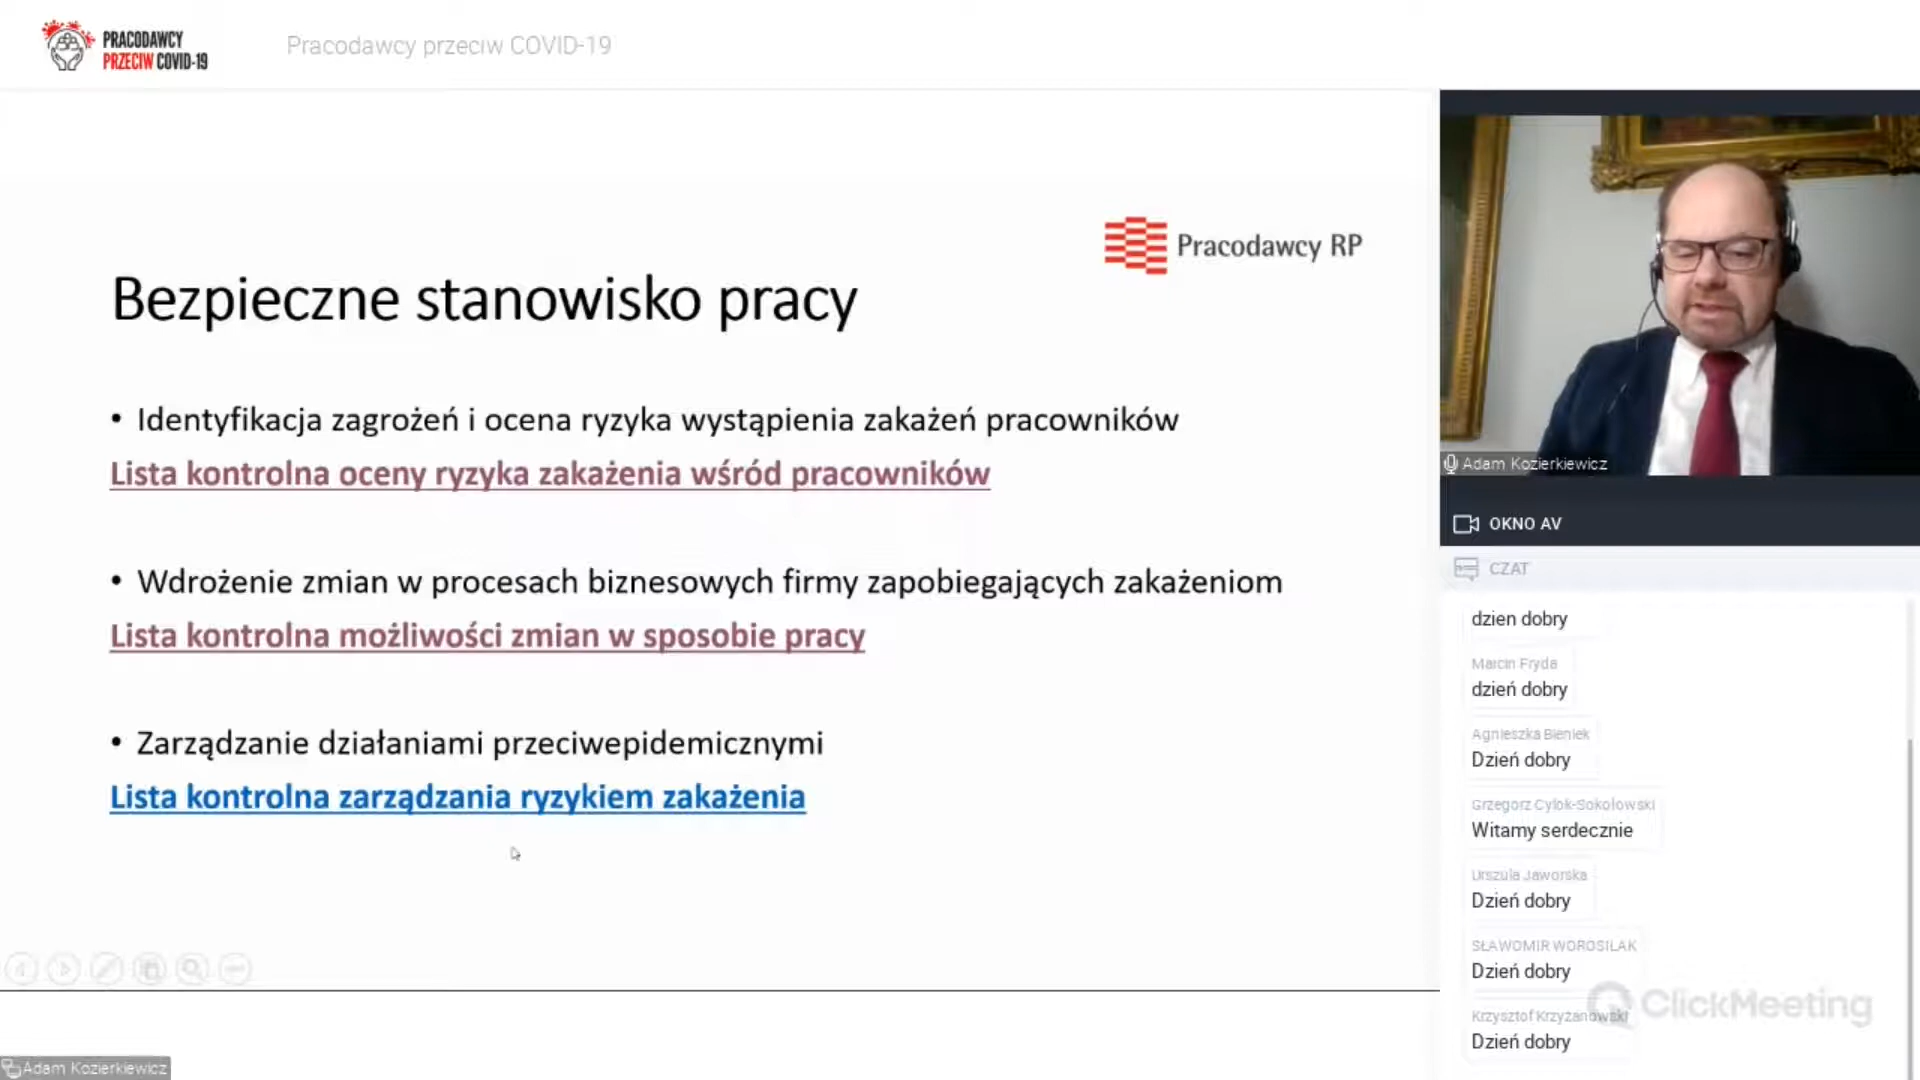 PRACODAWCY
PRZECIW COVID-19
Pracodawcy przeciw COVID-19
Pracodawcy RP
Bezpieczne stanowisko pracy
• Identyfikacja zagrożeń i ocena ryzyka wystąpienia zakażeń pracowników
Lista kontrolna oceny ryzyka zakażenia wśród pracowników
• Wdrożenie zmian w procesach biznesowych firmy zapobiegających zakażeniom
Lista kontrolna możliwości zmian w sposobie pracy
• Zarządzanie działaniami przeciwepidemicznymi
Lista kontrolna zarządzania ryzykiem zakażenia
Adam Kozierkiewicz
Adam Kozierkiewicz
OKNO AV
CZAT
dzien dobry
Marcin Fryda
dzień dobry
Agnieszka Bieniek
Dzień dobry
Grzegorz Cylok-Sokołowski
Witamy serdecznie
Urszula Jaworska
Dzień dobry
SŁAWOMIR WOROSILAK
Dzień dobry
Krzysztof Krzyżanowski
Dzień dobry
ClickMeeting